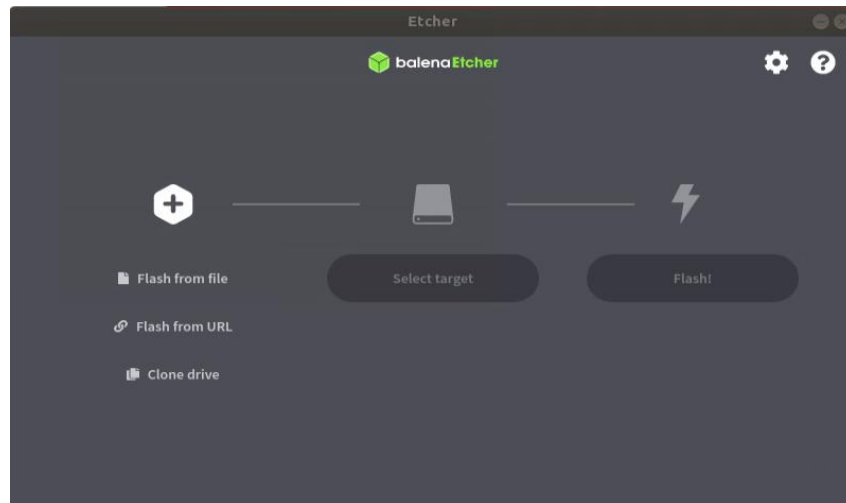 Etcher
balenaEtcher
Flash from file
Select target
Flash!
Flash from URL
Clone drive